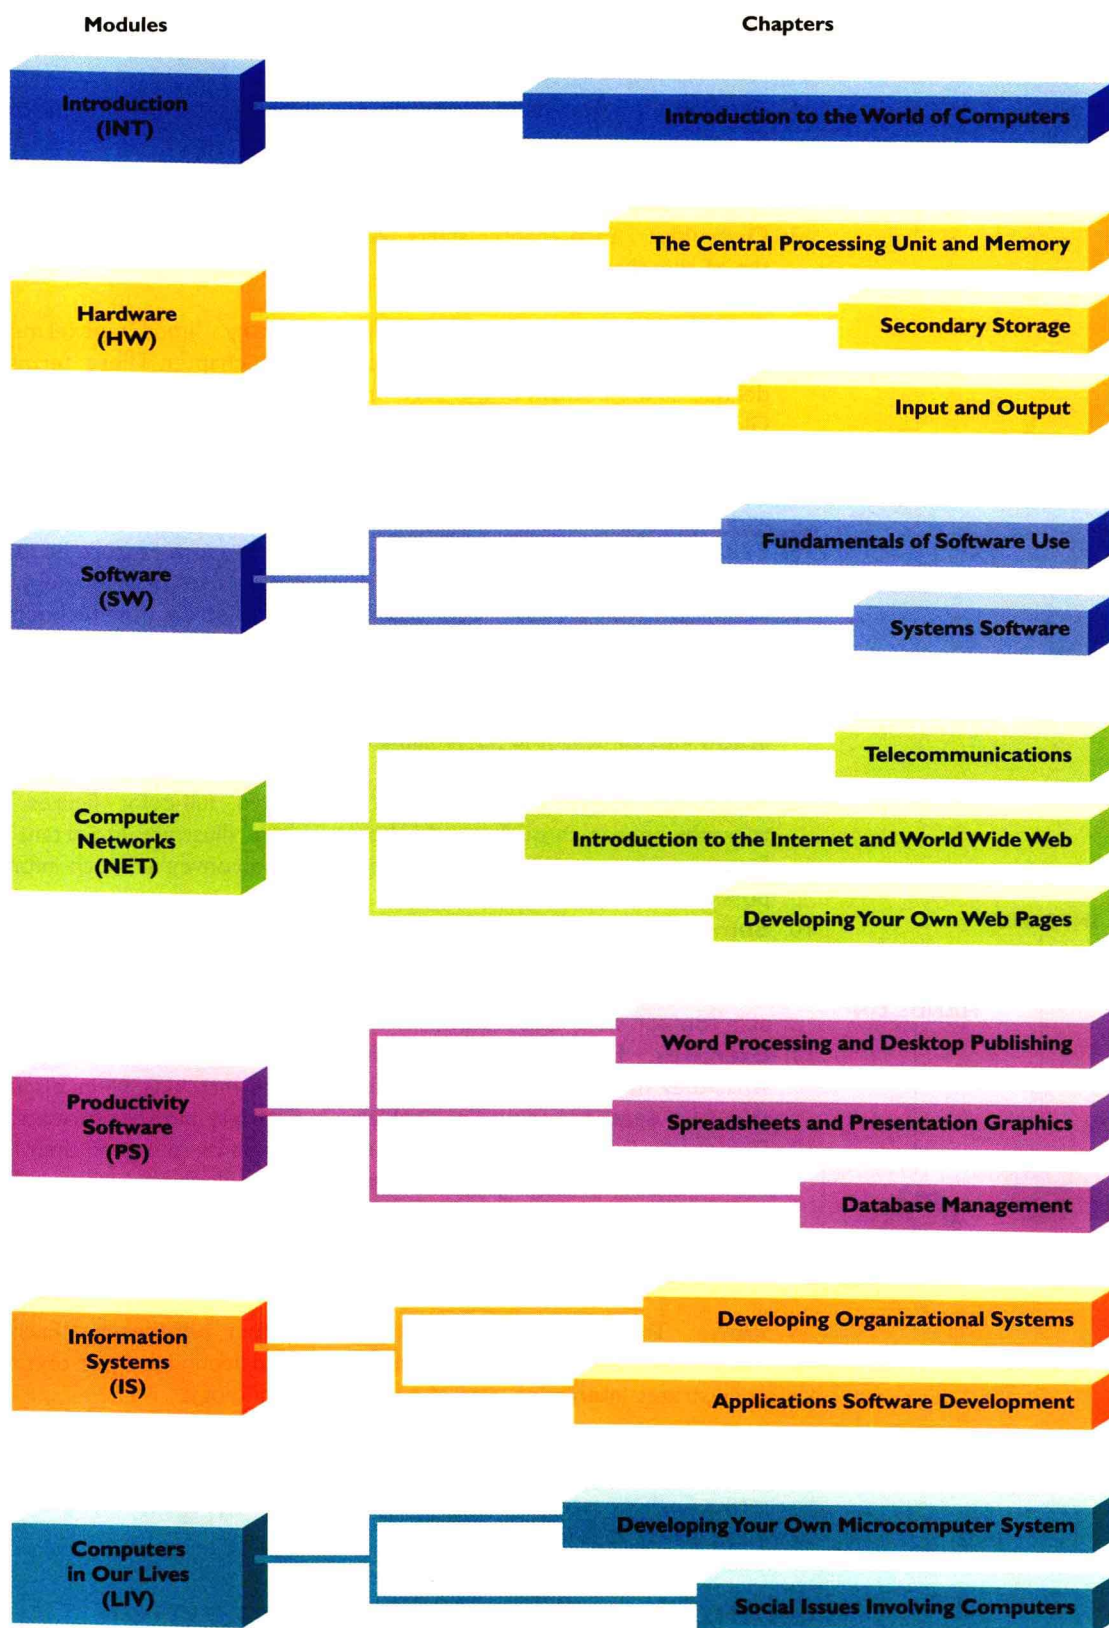 Modules
Chapters
Introduction
(INT)
Introduction to the World of Computers
Hardware
(HW)
The Central Processing Unit and Memory
Secondary Storage
Input and Output
Software
(SW)
Fundamentals of Software Use
Systems Software
Computer
Networks
(NET)
Telecommunications
Introduction to the Internet and World Wide Web
Developing Your Own Web Pages
Productivity
Software
(PS)
Word Processing and Desktop Publishing
Spreadsheets and Presentation Graphics
Database Management
Information
Systems
(IS)
Developing Organizational Systems
Applications Software Development
Computers
in Our Lives
(LIV)
Developing Your Own Microcomputer System
Social Issues Involving Computers